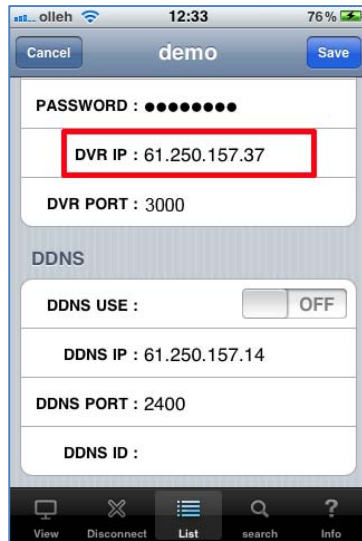 olleh 12:33 76%
Cancel demo Save
PASSWORD : ●●●●●●●●
DVR IP : 61.250.157.37
DVR PORT : 3000
DDNS
DDNS USE : OFF
DDNS IP : 61.250.157.14
DDNS PORT : 2400
DDNS ID :
View Disconnect List search Info